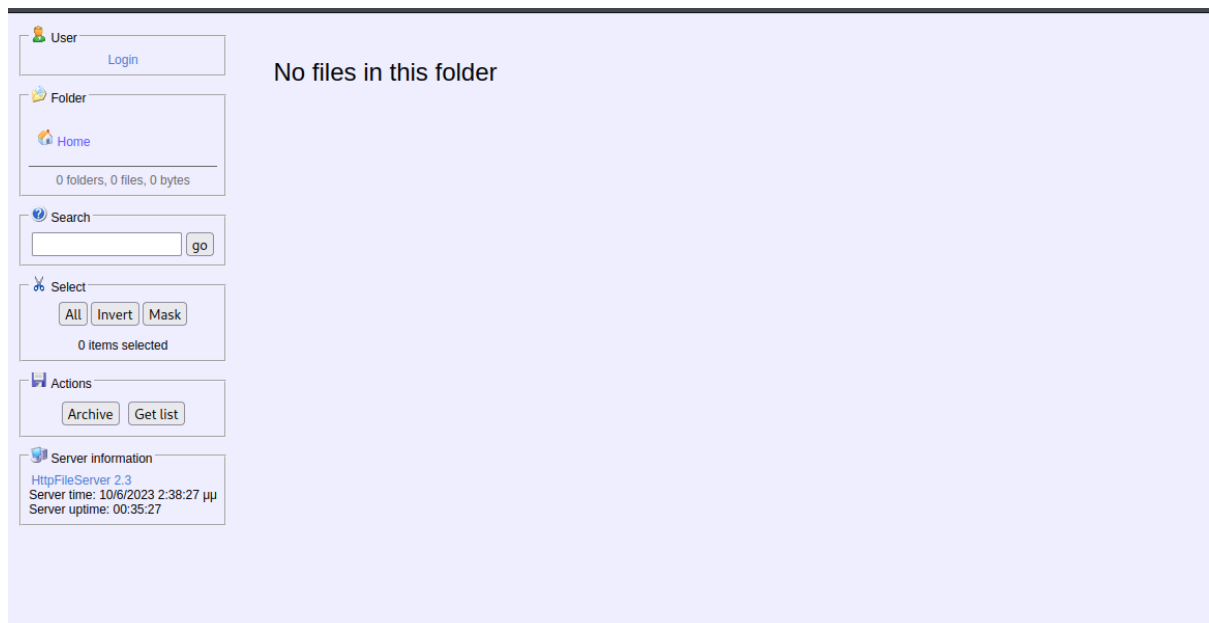 User
Login
No files in this folder
Folder
Home
0 folders, 0 files, 0 bytes
Search
go
Select
All Invert Mask
0 items selected
Actions
Archive Get list
Server information
HttpFileServer 2.3
Server time: 10/6/2023 2:38:27 μμ
Server uptime: 00:35:27